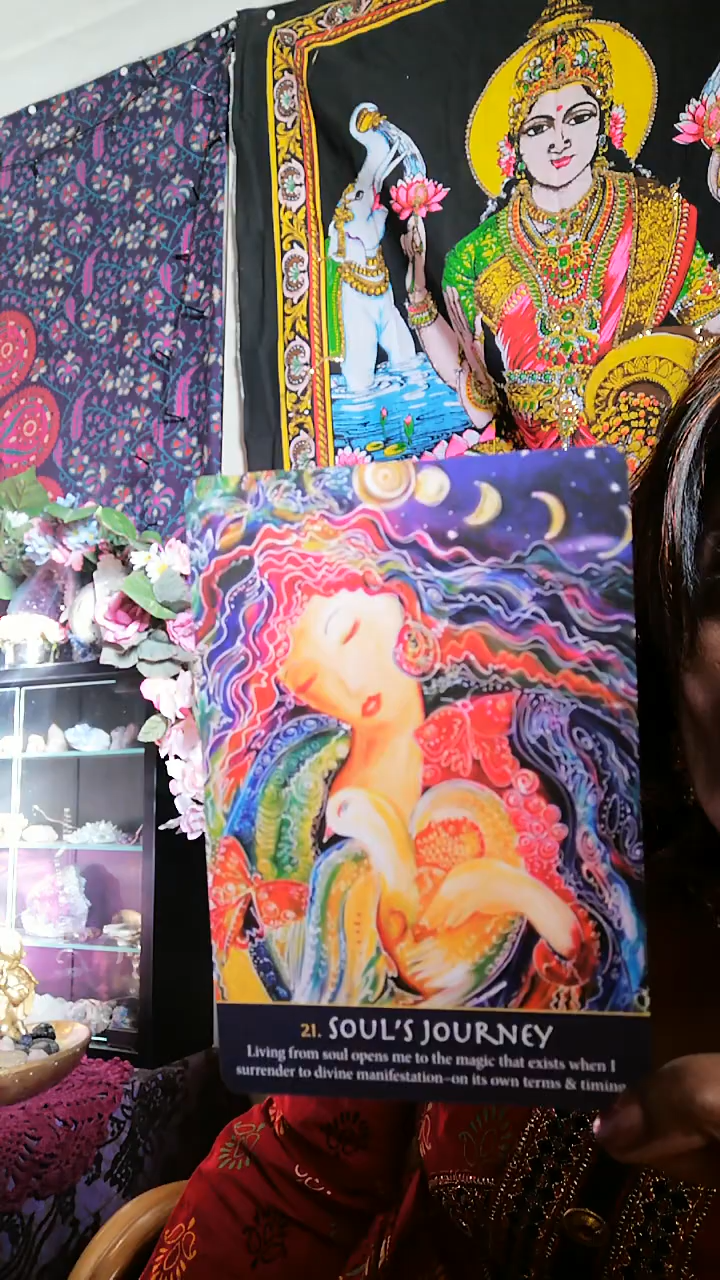 21. SOUL'S JOURNEY
Living from soul opens me to the magic that exists when I
surrender to divine manifestation—on its own terms & timing